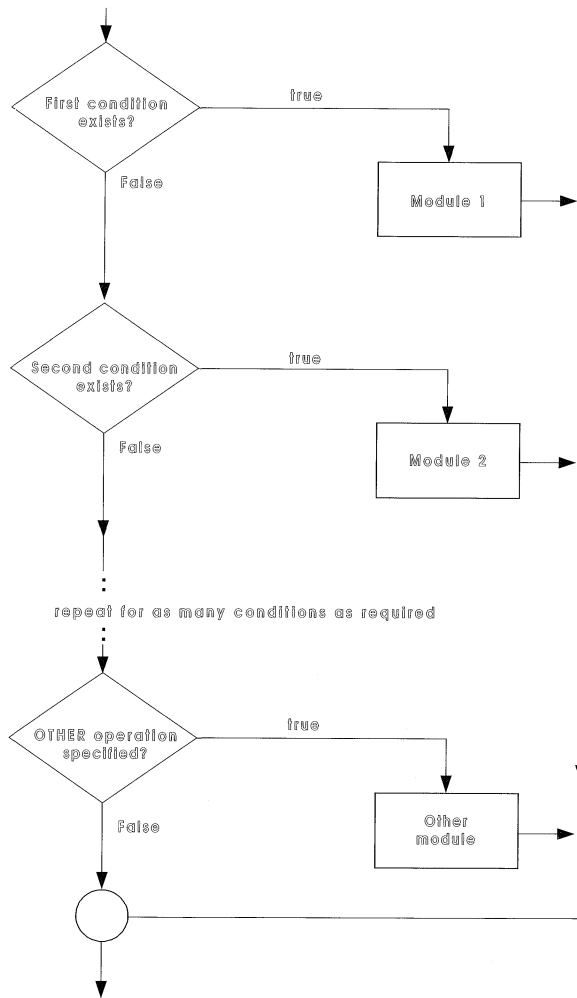 First condition
exists?
true
False
Module 1
Second condition
exists?
true
False
Module 2
repeat for as many conditions as required
OTHER operation
specified?
true
False
Other
module